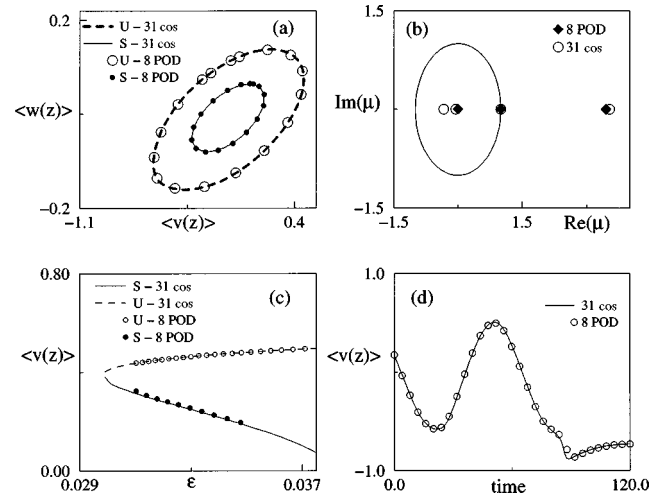 0.2
U – 31 cos
S – 31 cos
U – 8 POD
S – 8 POD
(a)
<w(z)>
−0.2
−1.1
<v(z)>
0.4
1.5
(b)
8 POD
31 cos
Im(μ)
−1.5
−1.5
1.5
Re(μ)
0.80
S – 31 cos
U – 31 cos
U – 8 POD
S – 8 POD
(c)
<v(z)>
0.00
0.029
ε
0.037
1.0
(d)
31 cos
8 POD
<v(z)>
−1.0
0.0
time
120.0